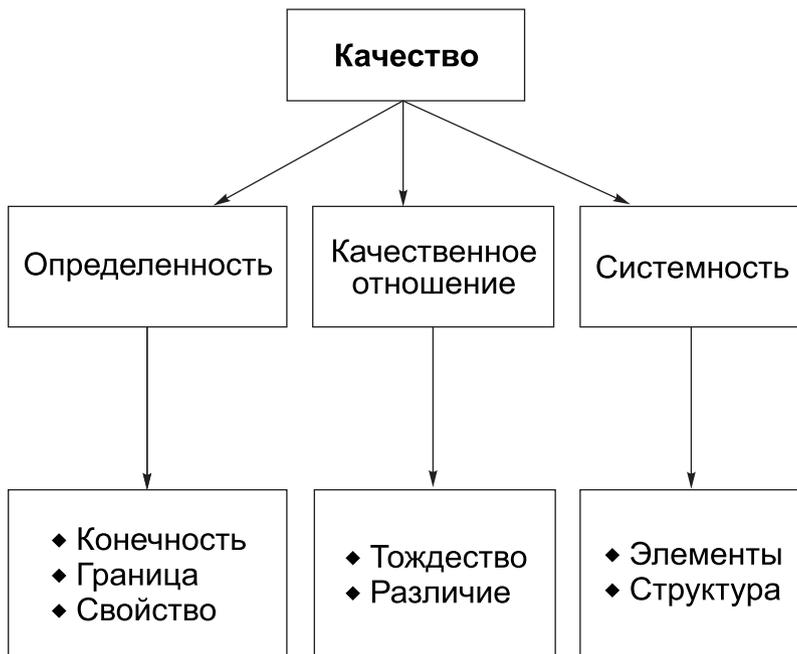 Качество
Определенность
Качественное
отношение
Системность
◆ Конечность
◆ Граница
◆ Свойство
◆ Тождество
◆ Различие
◆ Элементы
◆ Структура